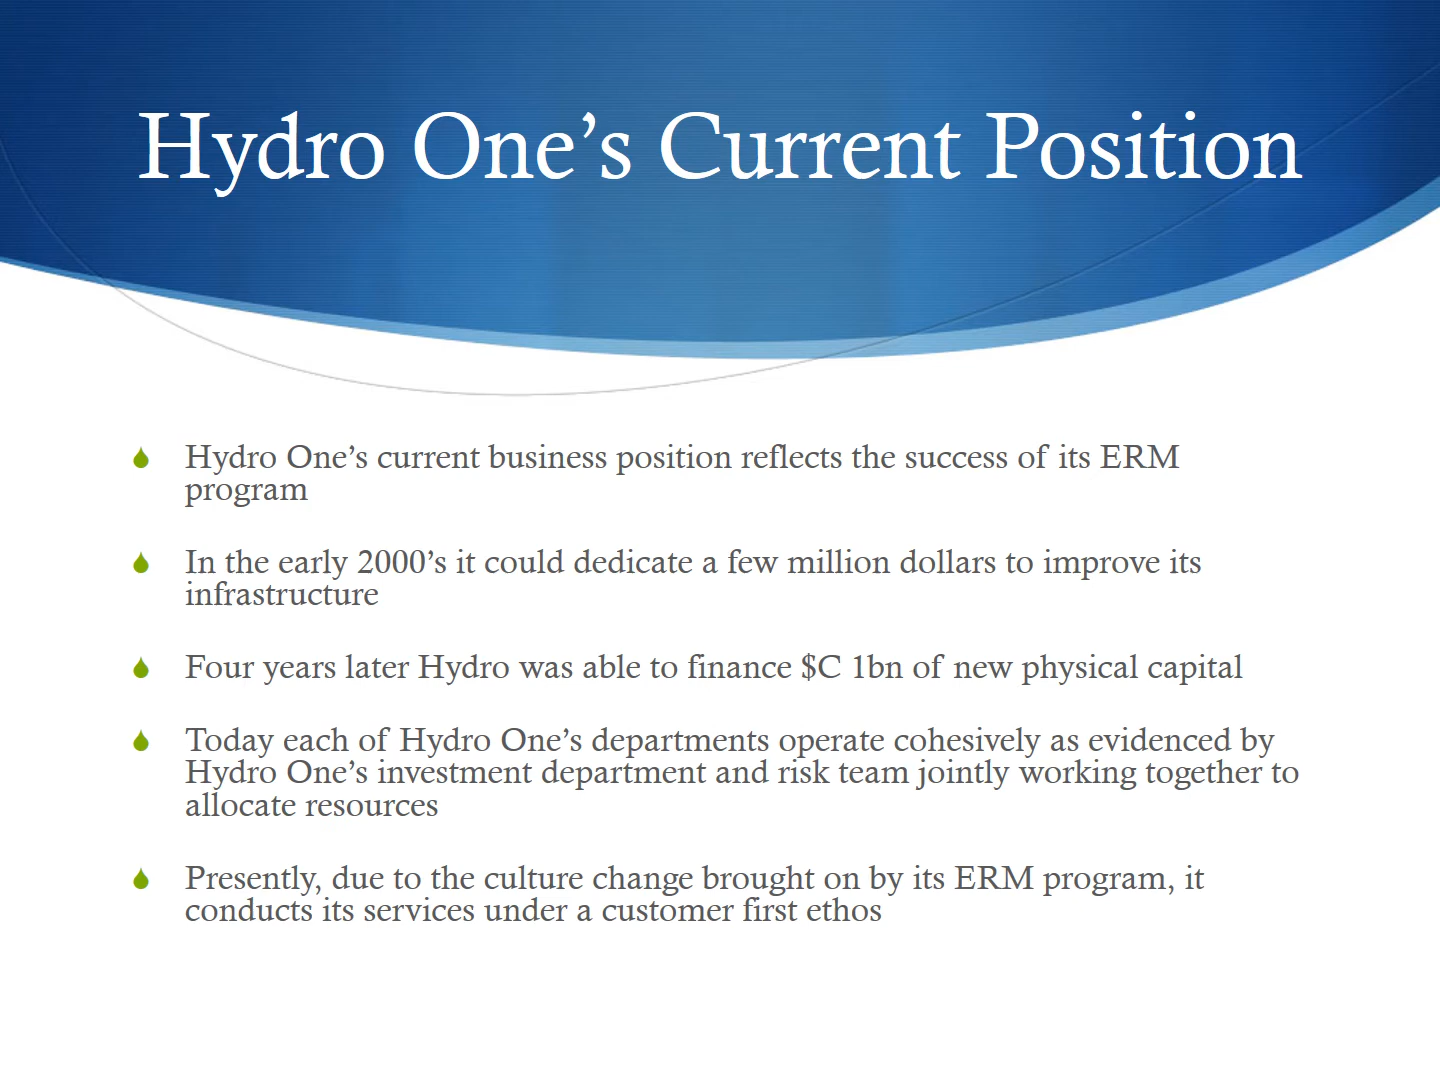 Hydro One’s Current Position
Hydro One’s current business position reflects the success of its ERM
program
In the early 2000’s it could dedicate a few million dollars to improve its
infrastructure
Four years later Hydro was able to finance $C 1bn of new physical capital
Today each of Hydro One’s departments operate cohesively as evidenced by
Hydro One’s investment department and risk team jointly working together to
allocate resources
Presently, due to the culture change brought on by its ERM program, it
conducts its services under a customer first ethos